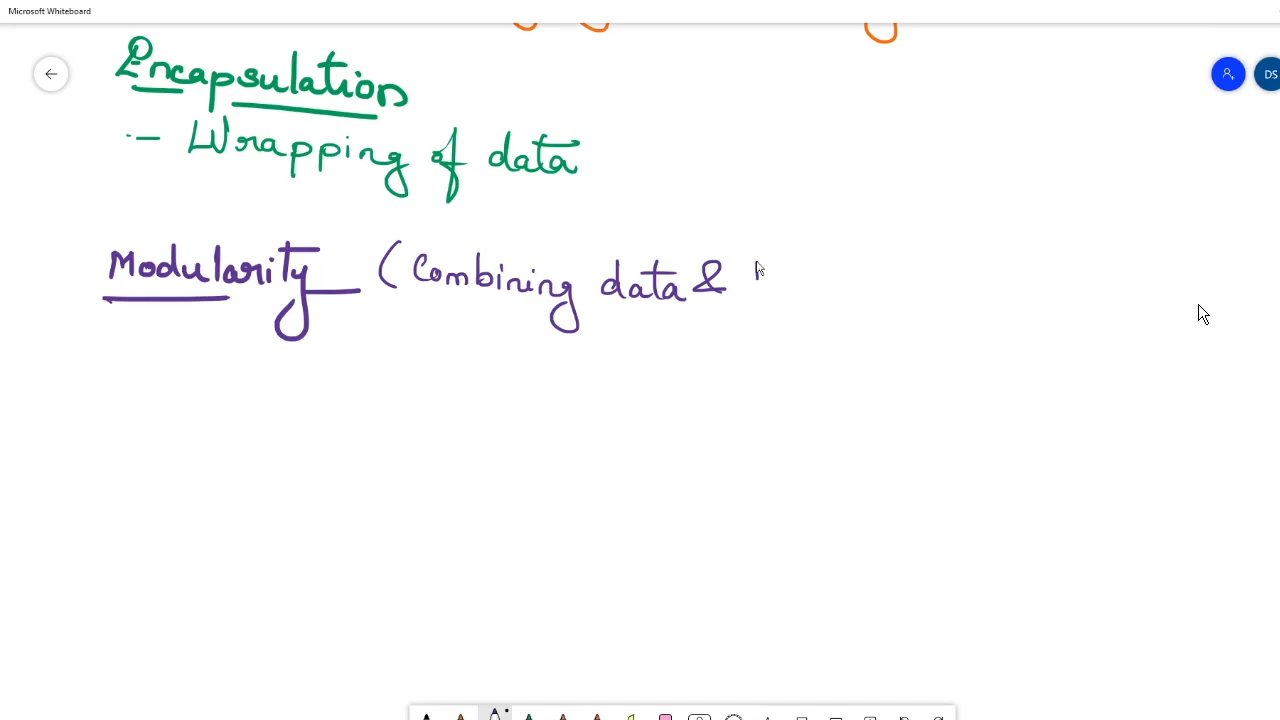 Microsoft Whiteboard
Encapsulation
DS
- Wrapping of data
Modularity (Combining data &